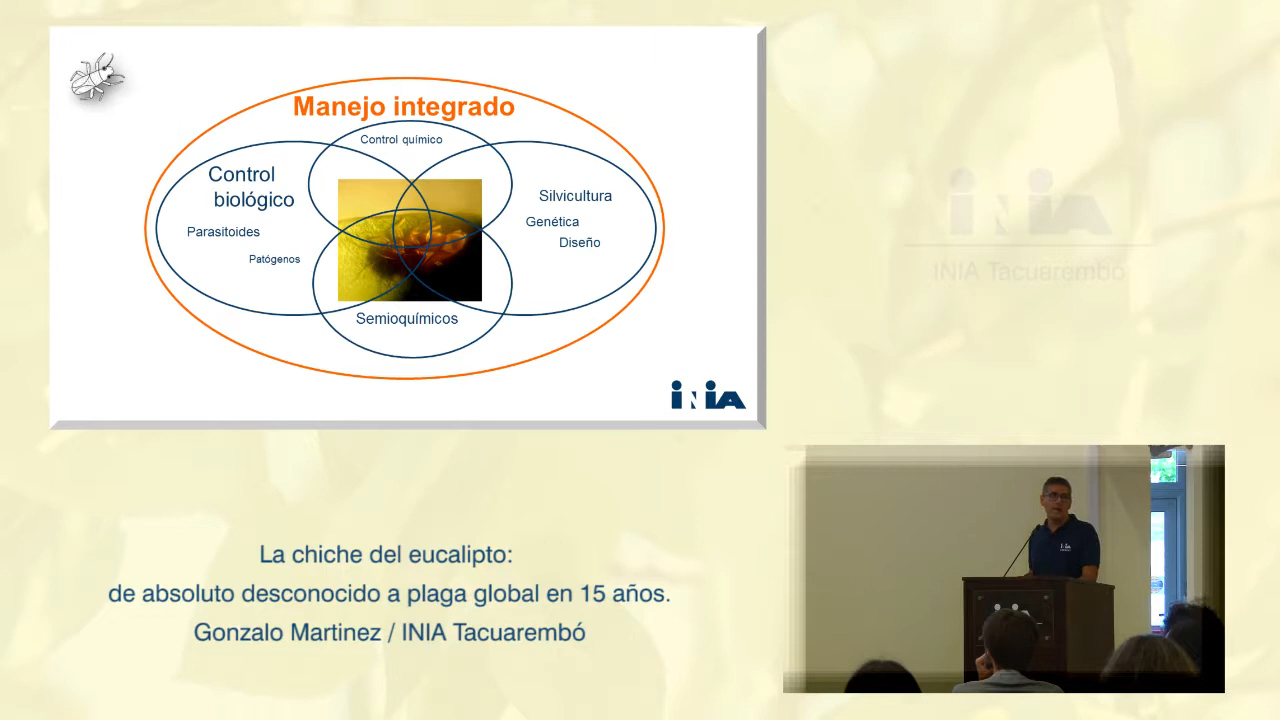 Manejo integrado
Control químico
Control
biológico
Silvicultura
Genética
Parasitoides
Diseño
Patógenos
Semioquímicos
INIA
INIA
INIA Tacuarembó
La chiche del eucalipto:
de absoluto desconocido a plaga global en 15 años.
Gonzalo Martinez / INIA Tacuarembó